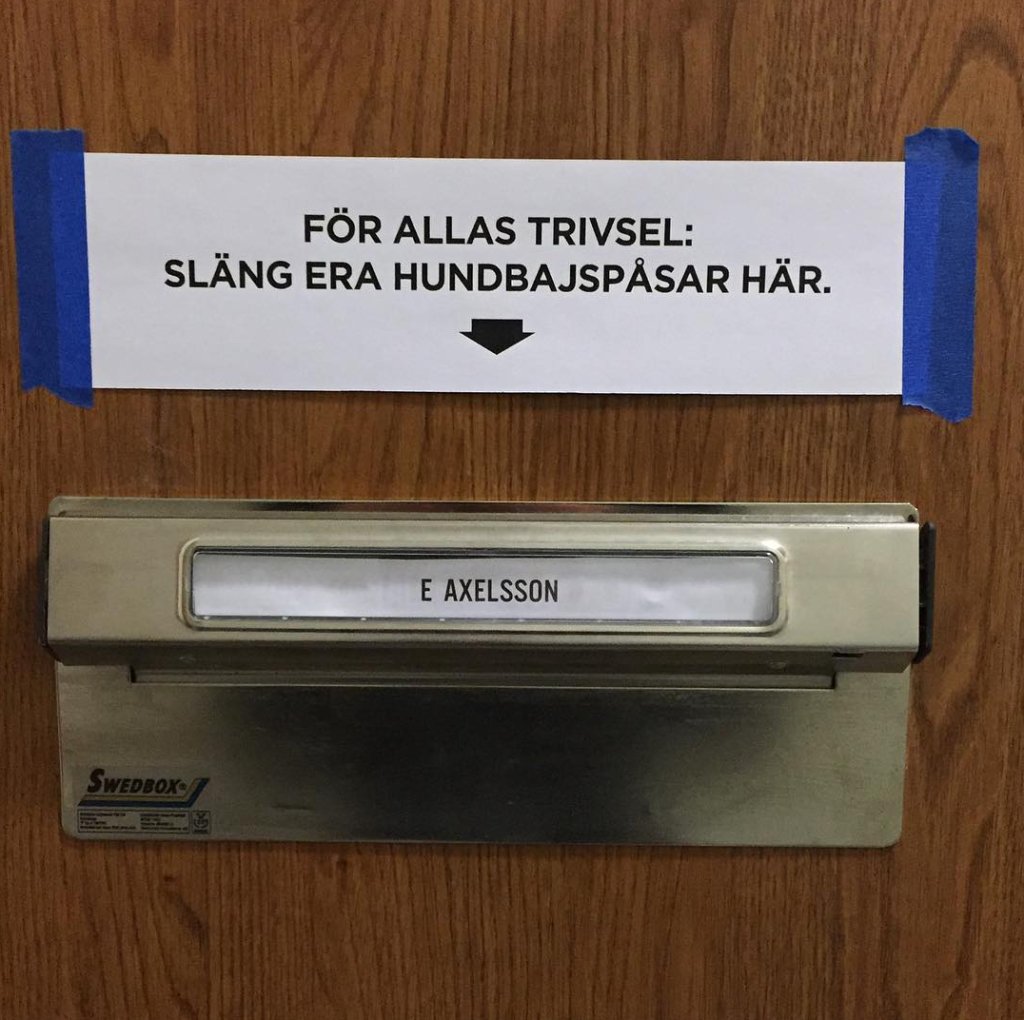 FÖR ALLAS TRIVSEL:
SLÄNG ERA HUNDBAJSPÅSAR HÄR.
E AXELSSON
SWEDBOX